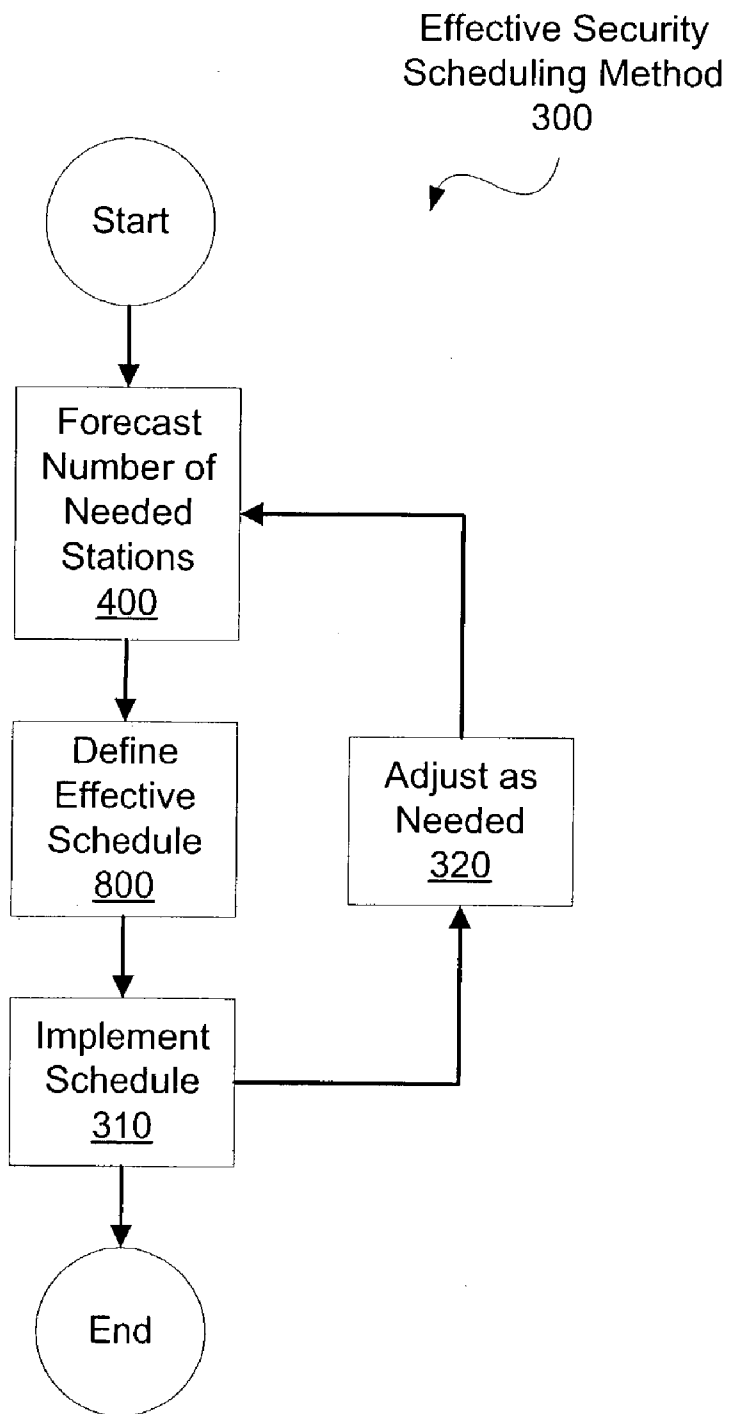 Effective Security
Scheduling Method
300
Start
Forecast
Number of
Needed
Stations
400
Define
Effective
Schedule
800
Adjust as
Needed
320
Implement
Schedule
310
End